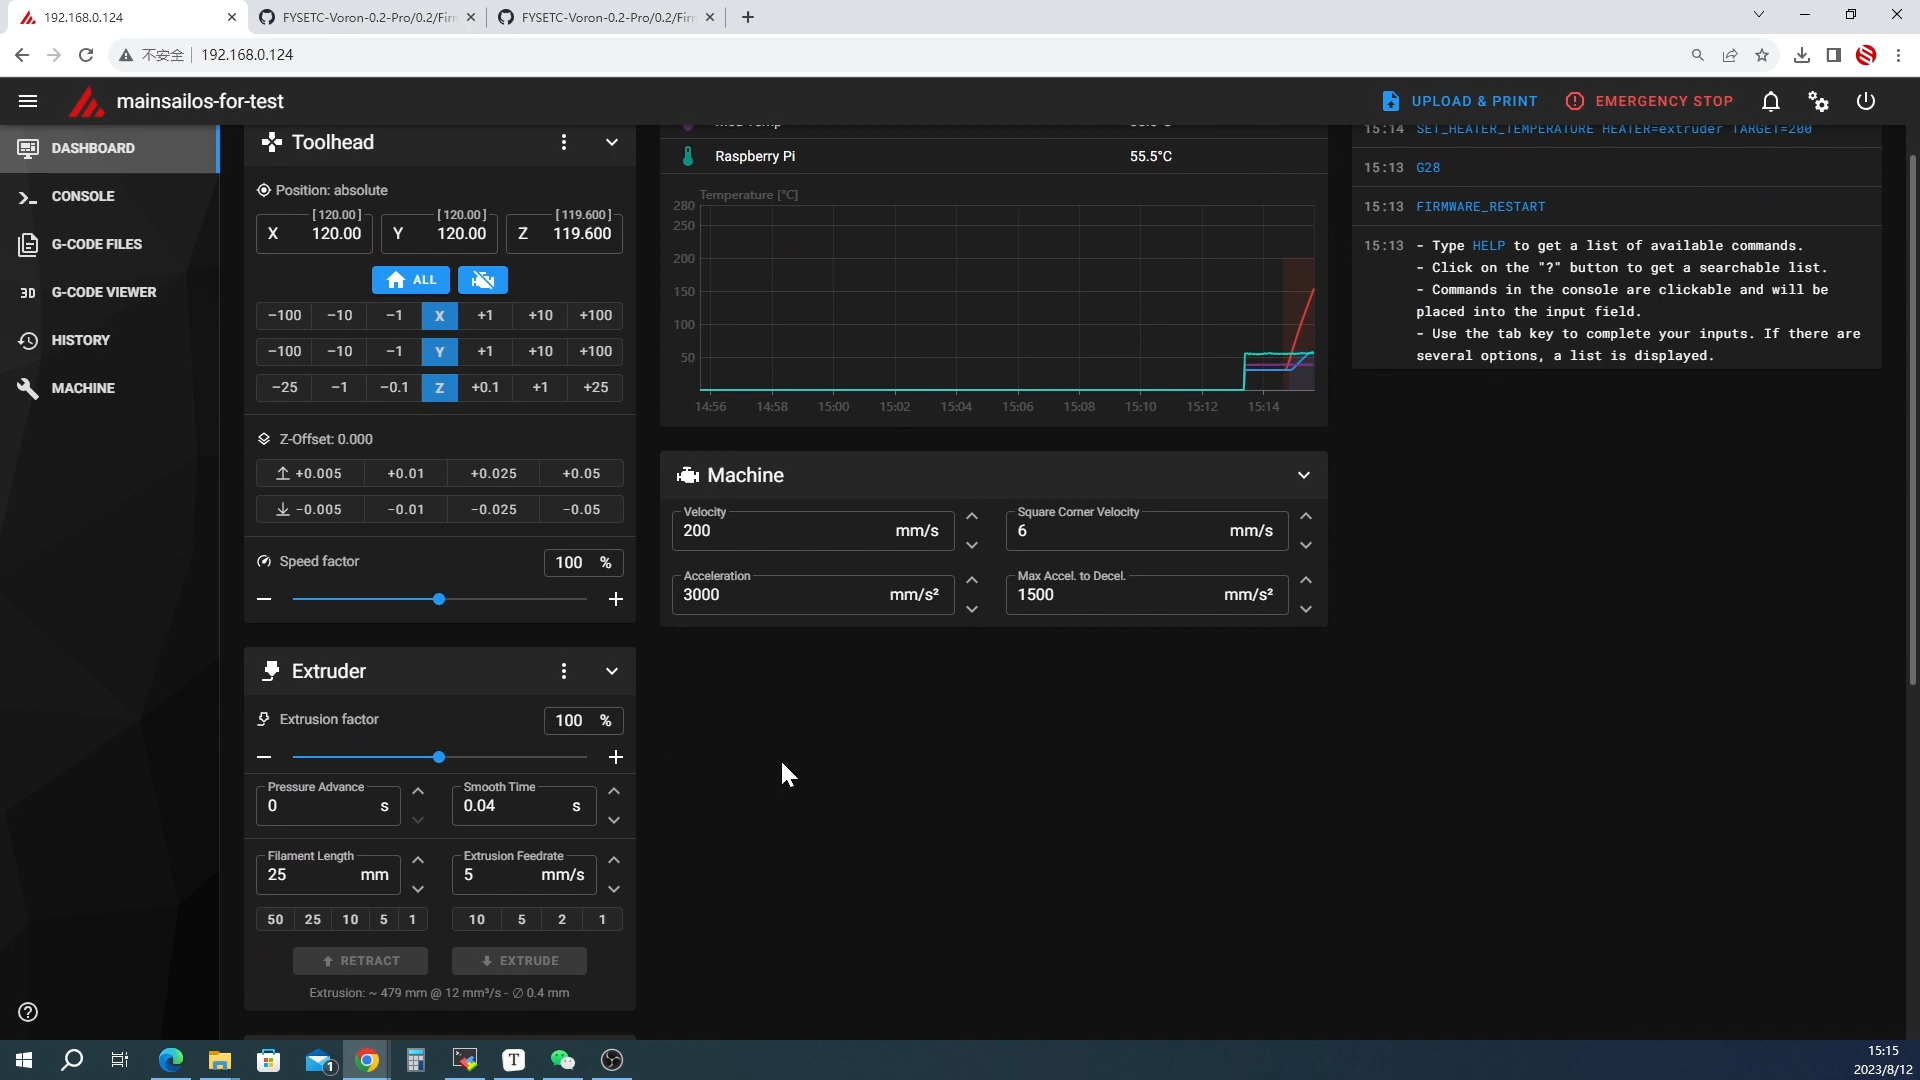 192.168.0.124
FYSETC-Voron-0.2-Pro/0.2/Firm
FYSETC-Voron-0.2-Pro/0.2/Firm
不安全
192.168.0.124
mainsailos-for-test
UPLOAD & PRINT
EMERGENCY STOP
DASHBOARD
CONSOLE
G-CODE FILES
3D G-CODE VIEWER
HISTORY
MACHINE
Toolhead
Position: absolute
[120.00] [120.00] [119.600]
X 120.00 Y 120.00 Z 119.600
ALL
-100 -10 -1 X +1 +10 +100
-100 -10 -1 Y +1 +10 +100
-25 -1 -0.1 Z +0.1 +1 +25
Z-Offset: 0.000
+0.005 +0.01 +0.025 +0.05
-0.005 -0.01 -0.025 -0.05
Speed factor 100 %
Extruder
Extrusion factor 100 %
Pressure Advance Smooth Time
0 s 0.04 s
Filament Length Extrusion Feedrate
25 mm 5 mm/s
50 25 10 5 1 10 5 2 1
RETRACT EXTRUDE
Extrusion: ~ 479 mm @ 12 mm³/s - ∅ 0.4 mm
Raspberry Pi 55.5°C
Temperature [°C]
280
250
200
150
100
50
14:56 14:58 15:00 15:02 15:04 15:06 15:08 15:10 15:12 15:14
Machine
Velocity Square Corner Velocity
200 mm/s 6 mm/s
Acceleration Max Accel. to Decel.
3000 mm/s² 1500 mm/s²
15:14 SET_HEATER_TEMPERATURE HEATER=extruder TARGET=200
15:13 G28
15:13 FIRMWARE_RESTART
15:13 - Type HELP to get a list of available commands.
- Click on the "?" button to get a searchable list.
- Commands in the console are clickable and will be
placed into the input field.
- Use the tab key to complete your inputs. If there are
several options, a list is displayed.
1
T
15:15
2023/8/12